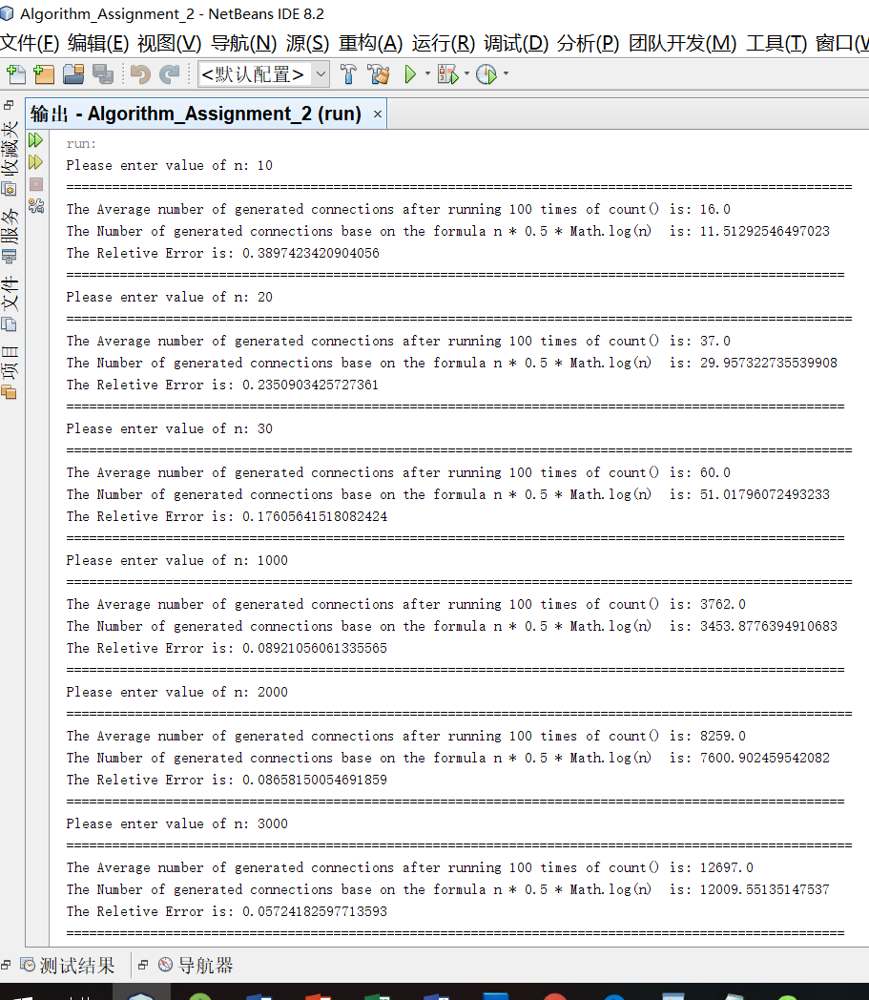 Algorithm_Assignment_2 - NetBeans IDE 8.2
文件(F) 编辑(E) 视图(V) 导航(N) 源(S) 重构(A) 运行(R) 调试(D) 分析(P) 团队开发(M) 工具(T) 窗口(
<默认配置>
输出 - Algorithm_Assignment_2 (run) ×
收藏夹
服务
文件
项目
run:
Please enter value of n: 10
=======================================================================================================
The Average number of generated connections after running 100 times of count() is: 16.0
The Number of generated connections base on the formula n * 0.5 * Math.log(n)  is: 11.51292546497023
The Reletive Error is: 0.3897423420904056
======================================================================================================
Please enter value of n: 20
=======================================================================================================
The Average number of generated connections after running 100 times of count() is: 37.0
The Number of generated connections base on the formula n * 0.5 * Math.log(n)  is: 29.957322735539908
The Reletive Error is: 0.2350903425727361
======================================================================================================
Please enter value of n: 30
=======================================================================================================
The Average number of generated connections after running 100 times of count() is: 60.0
The Number of generated connections base on the formula n * 0.5 * Math.log(n)  is: 51.01796072493233
The Reletive Error is: 0.17605641518082424
======================================================================================================
Please enter value of n: 1000
=======================================================================================================
The Average number of generated connections after running 100 times of count() is: 3762.0
The Number of generated connections base on the formula n * 0.5 * Math.log(n)  is: 3453.8776394910683
The Reletive Error is: 0.08921056061335565
======================================================================================================
Please enter value of n: 2000
=======================================================================================================
The Average number of generated connections after running 100 times of count() is: 8259.0
The Number of generated connections base on the formula n * 0.5 * Math.log(n)  is: 7600.902459542082
The Reletive Error is: 0.08658150054691859
======================================================================================================
Please enter value of n: 3000
=======================================================================================================
The Average number of generated connections after running 100 times of count() is: 12697.0
The Number of generated connections base on the formula n * 0.5 * Math.log(n)  is: 12009.55135147537
The Reletive Error is: 0.05724182597713593
======================================================================================================
测试结果 导航器